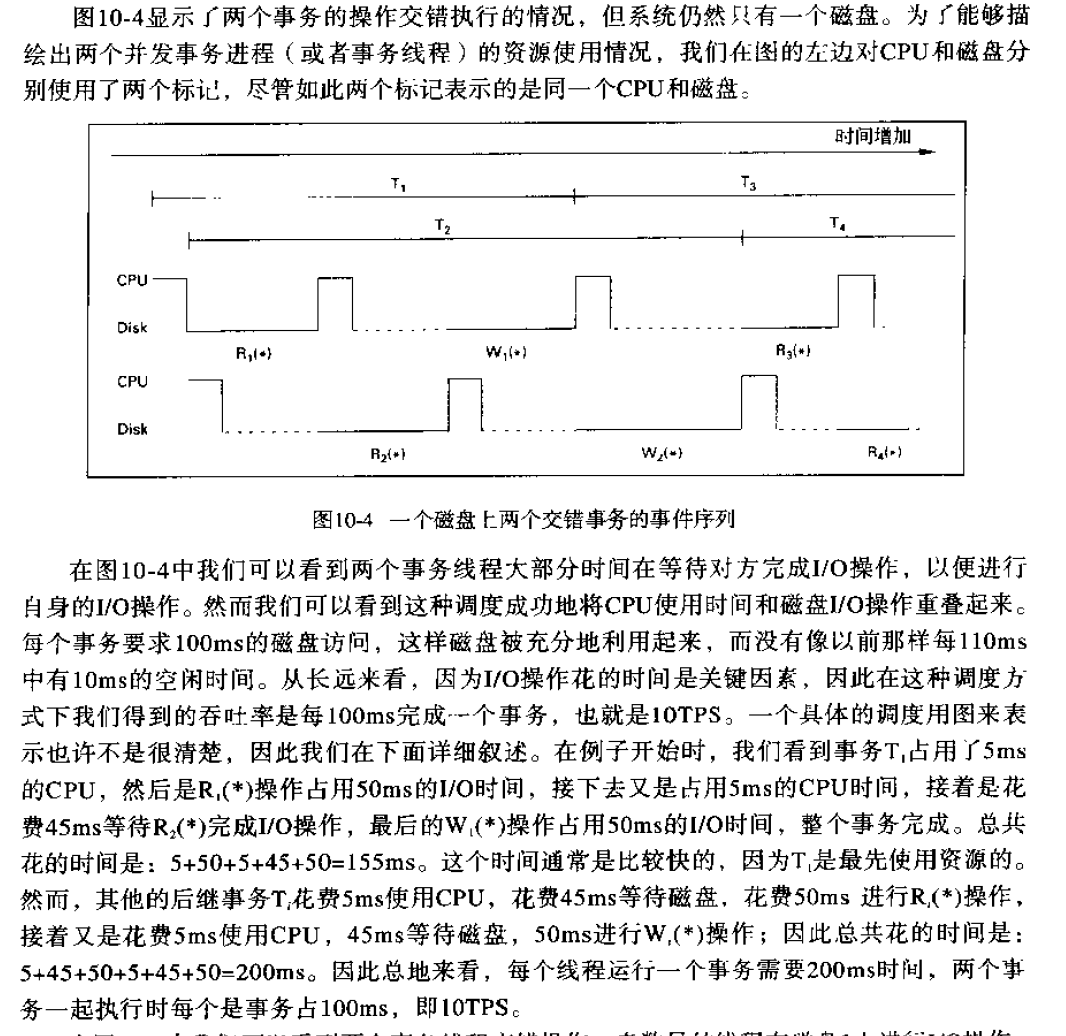 图10-4显示了两个事务的操作交错执行的情况，但系统仍然只有一个磁盘。为了能够描
绘出两个并发事务进程（或者事务线程）的资源使用情况，我们在图的左边对CPU和磁盘分
别使用了两个标记，尽管如此两个标记表示的是同一个CPU和磁盘。
时间增加
T₁ T₃
T₂ T₄
CPU
Disk
R₁(*) W₁(*) R₃(*)
CPU
Disk
R₂(*) W₂(*) R₄(*)
图10-4 一个磁盘上两个交错事务的事件序列
在图10-4中我们可以看到两个事务线程大部分时间在等待对方完成I/O操作，以便进行
自身的I/O操作。然而我们可以看到这种调度成功地将CPU使用时间和磁盘I/O操作重叠起来。
每个事务要求100ms的磁盘访问，这样磁盘被充分地利用起来，而没有像以前那样每110ms
中有10ms的空闲时间。从长远来看，因为I/O操作花的时间是关键因素，因此在这种调度方
式下我们得到的吞吐率是每100ms完成一个事务，也就是10TPS。一个具体的调度用图来表
示也许不是很清楚，因此我们在下面详细叙述。在例子开始时，我们看到事务T₁占用了5ms
的CPU，然后是R₁(*)操作占用50ms的I/O时间，接下去又是占用5ms的CPU时间，接着是花
费45ms等待R₂(*)完成I/O操作，最后的W₁(*)操作占用50ms的I/O时间，整个事务完成。总共
花的时间是：5+50+5+45+50=155ms。这个时间通常是比较快的，因为T₁是最先使用资源的。
然而，其他的后继事务Tᵢ花费5ms使用CPU，花费45ms等待磁盘，花费50ms 进行Rᵢ(*)操作，
接着又是花费5ms使用CPU，45ms等待磁盘，50ms进行Wᵢ(*)操作；因此总共花的时间是：
5+45+50+5+45+50=200ms。因此总地来看，每个线程运行一个事务需要200ms时间，两个事
务一起执行时每个是事务占100ms，即10TPS。